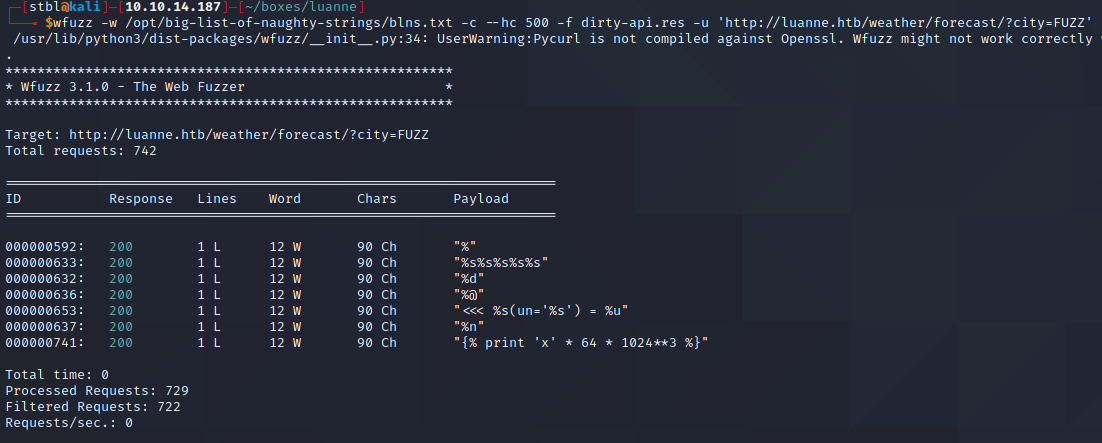 [stbl@kali]-[10.10.14.187]-[~/boxes/luanne]
$wfuzz -w /opt/big-list-of-naughty-strings/blns.txt -c --hc 500 -f dirty-api.res -u 'http://luanne.htb/weather/forecast/?city=FUZZ'
/usr/lib/python3/dist-packages/wfuzz/__init__.py:34: UserWarning:Pycurl is not compiled against Openssl. Wfuzz might not work correctly
.
********************************************************
* Wfuzz 3.1.0 - The Web Fuzzer                         *
********************************************************
Target: http://luanne.htb/weather/forecast/?city=FUZZ
Total requests: 742
=====================================================================
ID           Response   Lines    Word       Chars       Payload
=====================================================================
000000592:   200        1 L      12 W       90 Ch       "%"
000000633:   200        1 L      12 W       90 Ch       "%s%s%s%s%s"
000000632:   200        1 L      12 W       90 Ch       "%d"
000000636:   200        1 L      12 W       90 Ch       "%@"
000000653:   200        1 L      12 W       90 Ch       "<<< %s(un='%s') = %u"
000000637:   200        1 L      12 W       90 Ch       "%n"
000000741:   200        1 L      12 W       90 Ch       "{% print 'x' * 64 * 1024**3 %}"
Total time: 0
Processed Requests: 729
Filtered Requests: 722
Requests/sec.: 0